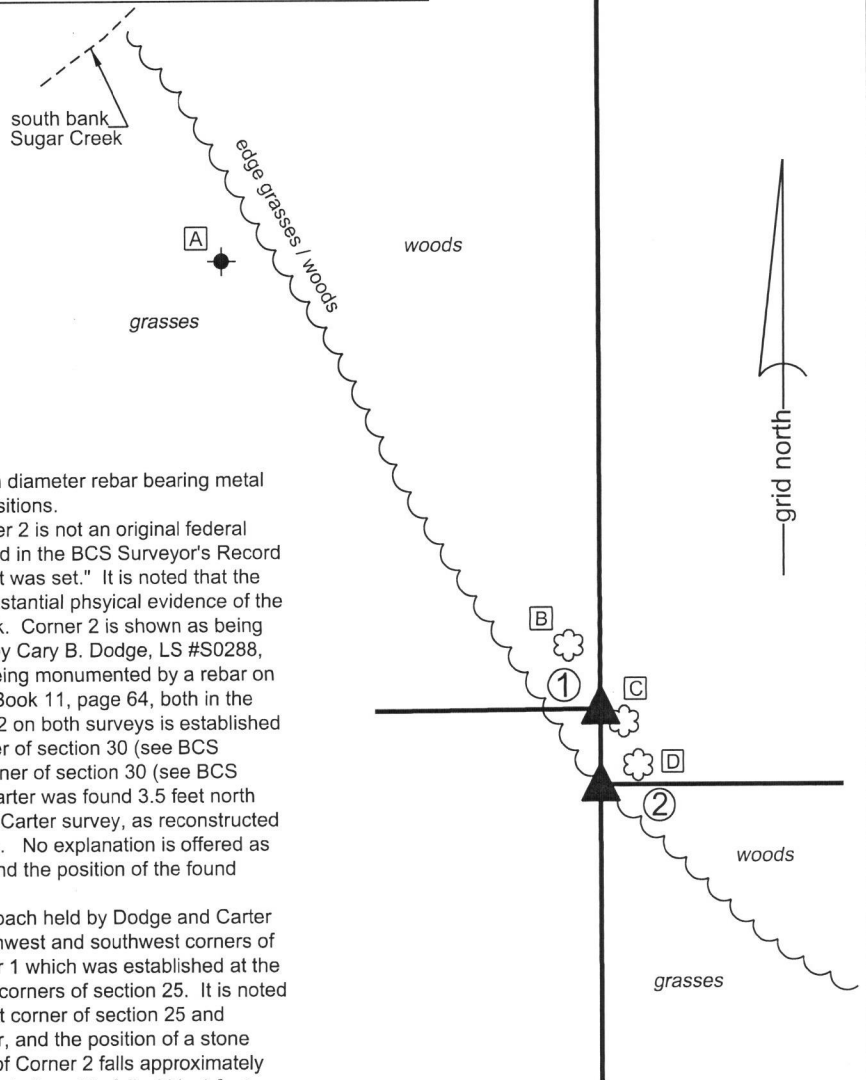 south bank
Sugar Creek
edge grasses / woods
A
woods
grasses
grid north
diameter rebar bearing metal
sitions.
er 2 is not an original federal
d in the BCS Surveyor's Record
t was set." It is noted that the
stantial phsyical evidence of the
k. Corner 2 is shown as being
y Cary B. Dodge, LS #S0288,
eing monumented by a rebar on
Book 11, page 64, both in the
2 on both surveys is established
er of section 30 (see BCS
ner of section 30 (see BCS
arter was found 3.5 feet north
Carter survey, as reconstructed
. No explanation is offered as
nd the position of the found
oach held by Dodge and Carter
hwest and southwest corners of
r 1 which was established at the
corners of section 25. It is noted
t corner of section 25 and
r, and the position of a stone
of Corner 2 falls approximately
B
1
C
D
2
woods
grasses